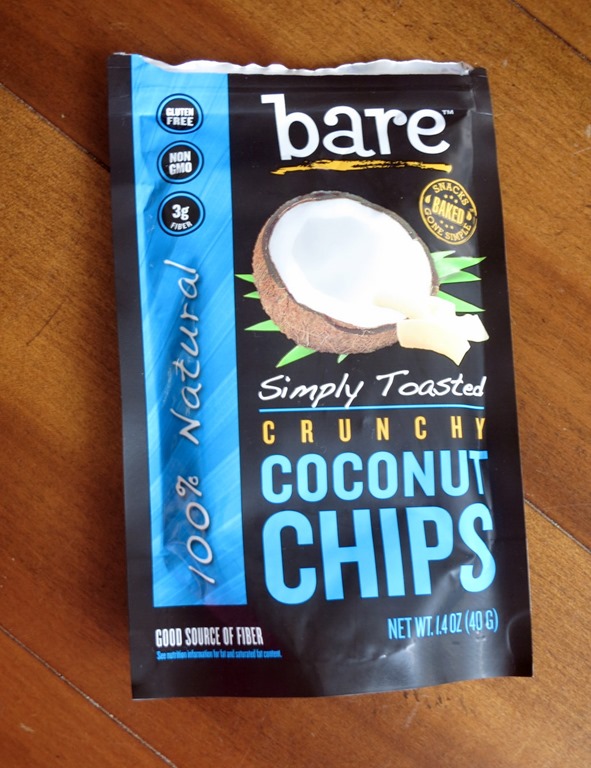 bare™
GLUTEN
FREE
NON
GMO
3g
FIBER
SNACKS
BAKED
GONE SIMPLE
100% Natural
Simply Toasted
CRUNCHY
COCONUT
CHIPS
GOOD SOURCE OF FIBER
See nutrition information for fat and saturated fat content.
NET WT. 1.4 OZ (40 G)